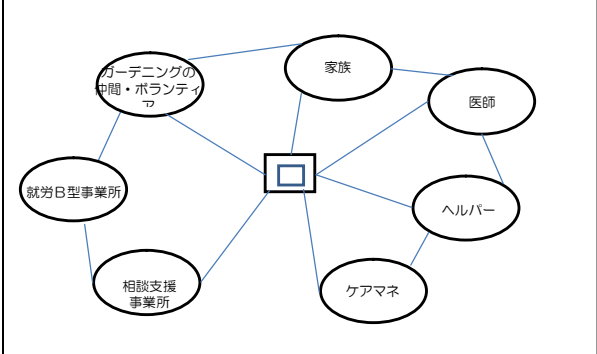 家族
ガーデニングの
仲間・ボランティ
ア
医師
就労Ｂ型事業所
ヘルパー
相談支援
事業所
ケアマネ